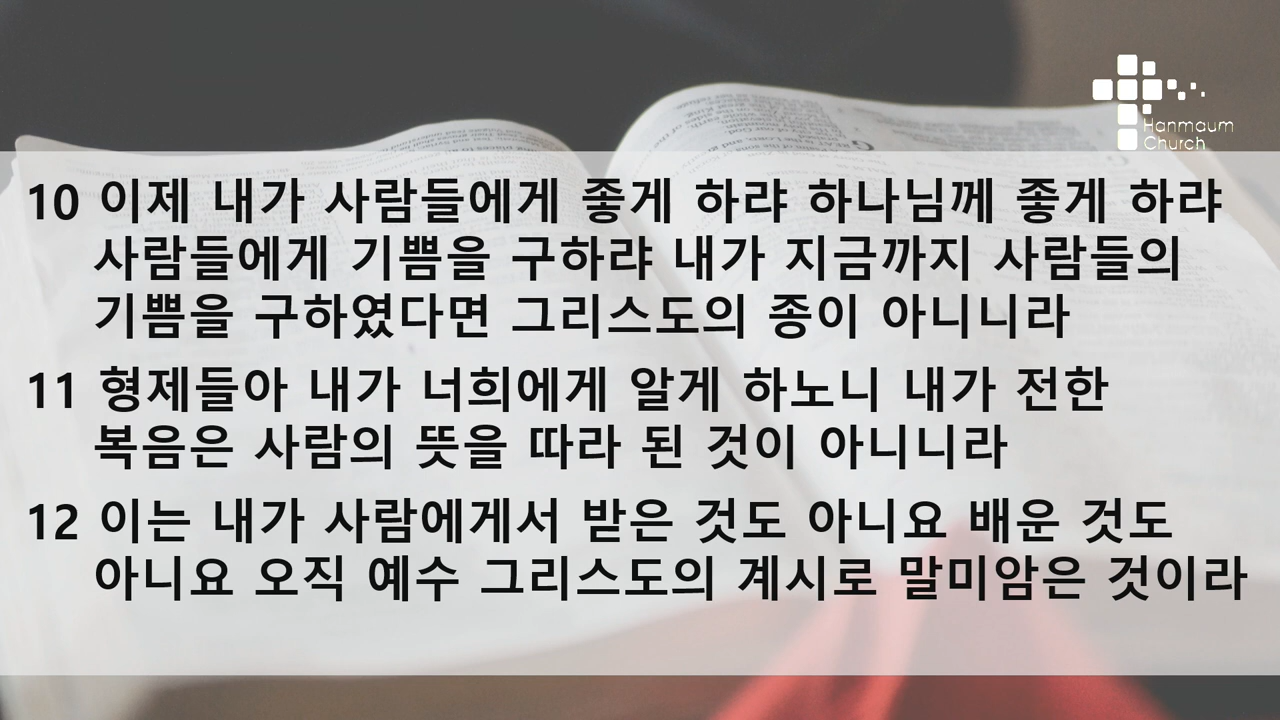 Hanmaum
Church
10 이제 내가 사람들에게 좋게 하랴 하나님께 좋게 하랴
사람들에게 기쁨을 구하랴 내가 지금까지 사람들의
기쁨을 구하였다면 그리스도의 종이 아니니라
11 형제들아 내가 너희에게 알게 하노니 내가 전한
복음은 사람의 뜻을 따라 된 것이 아니니라
12 이는 내가 사람에게서 받은 것도 아니요 배운 것도
아니요 오직 예수 그리스도의 계시로 말미암은 것이라